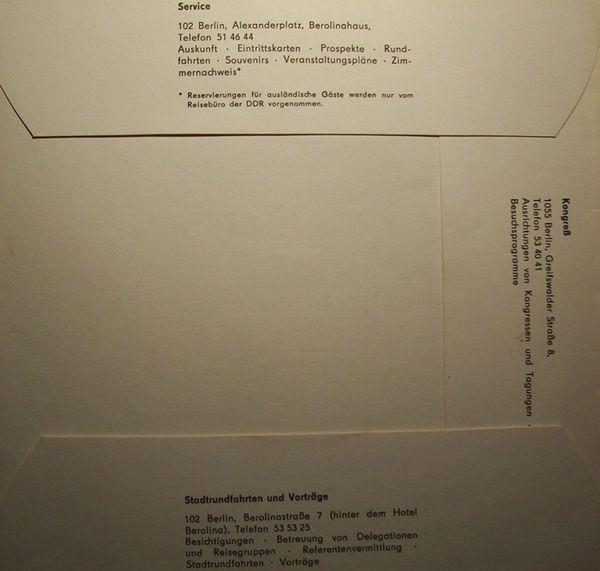 Service
102 Berlin, Alexanderplatz, Berolinahaus,
Telefon 51 46 44
Auskunft · Eintrittskarten · Prospekte · Rund-
fahrten · Souvenirs · Veranstaltungspläne · Zim-
mernachweis*
* Reservierungen für ausländische Gäste werden nur vom
Reisebüro der DDR vorgenommen.
Kongreß
1055 Berlin, Greifswalder Straße 8,
Telefon 53 40 41
Ausrichtungen von Kongressen und Tagungen ·
Besuchsprogramme
Stadtrundfahrten und Vorträge
102 Berlin, Berolinastraße 7 (hinter dem Hotel
Berolina), Telefon 53 53 25
Besichtigungen · Betreuung von Delegationen
und Reisegruppen · Referentenvermittlung ·
Stadtrundfahrten · Vorträge